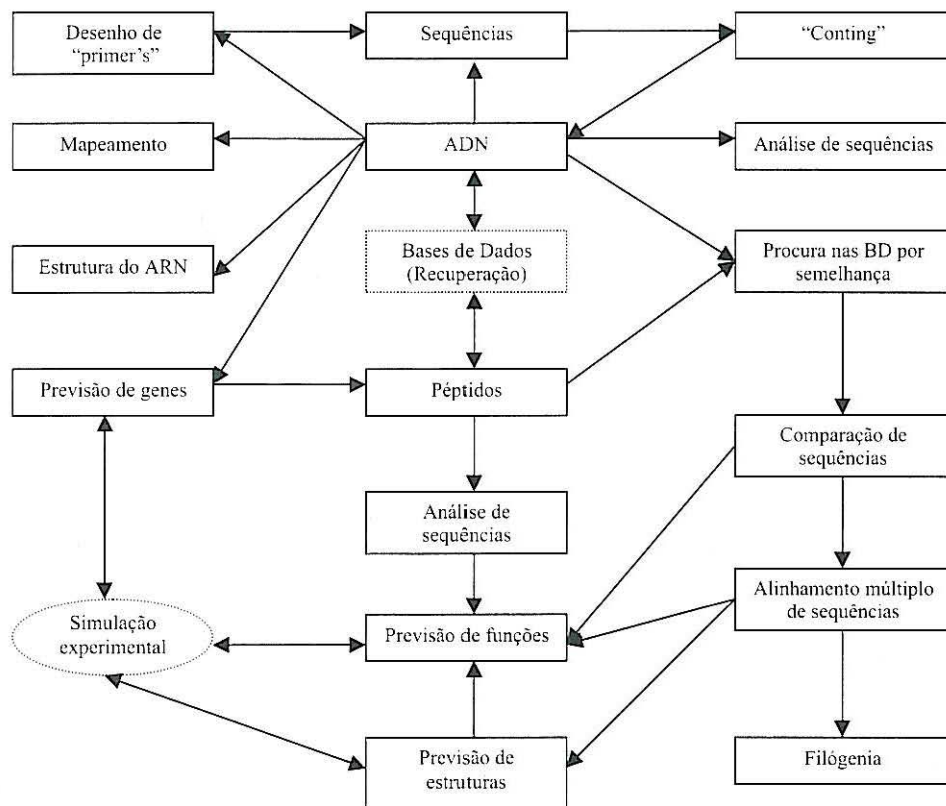 Desenho de
“primer’s”
Sequências
“Conting”
Mapeamento
ADN
Análise de sequências
Estrutura do ARN
Bases de Dados
(Recuperação)
Procura nas BD por
semelhança
Previsão de genes
Péptidos
Comparação de
sequências
Análise de
sequências
Simulação
experimental
Previsão de funções
Alinhamento múltiplo
de sequências
Previsão de
estruturas
Filógenia